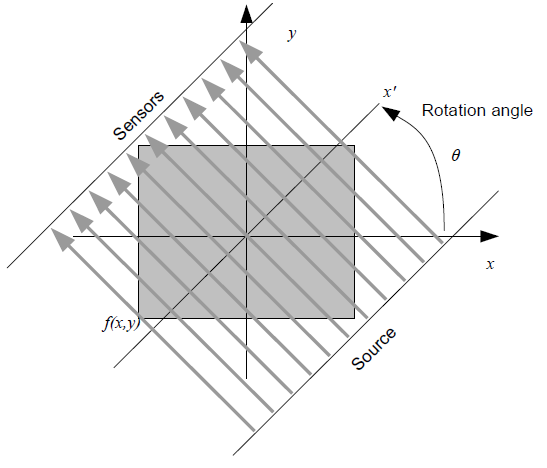 y
x′
Rotation angle
Sensors
θ
x
f(x,y)
Source